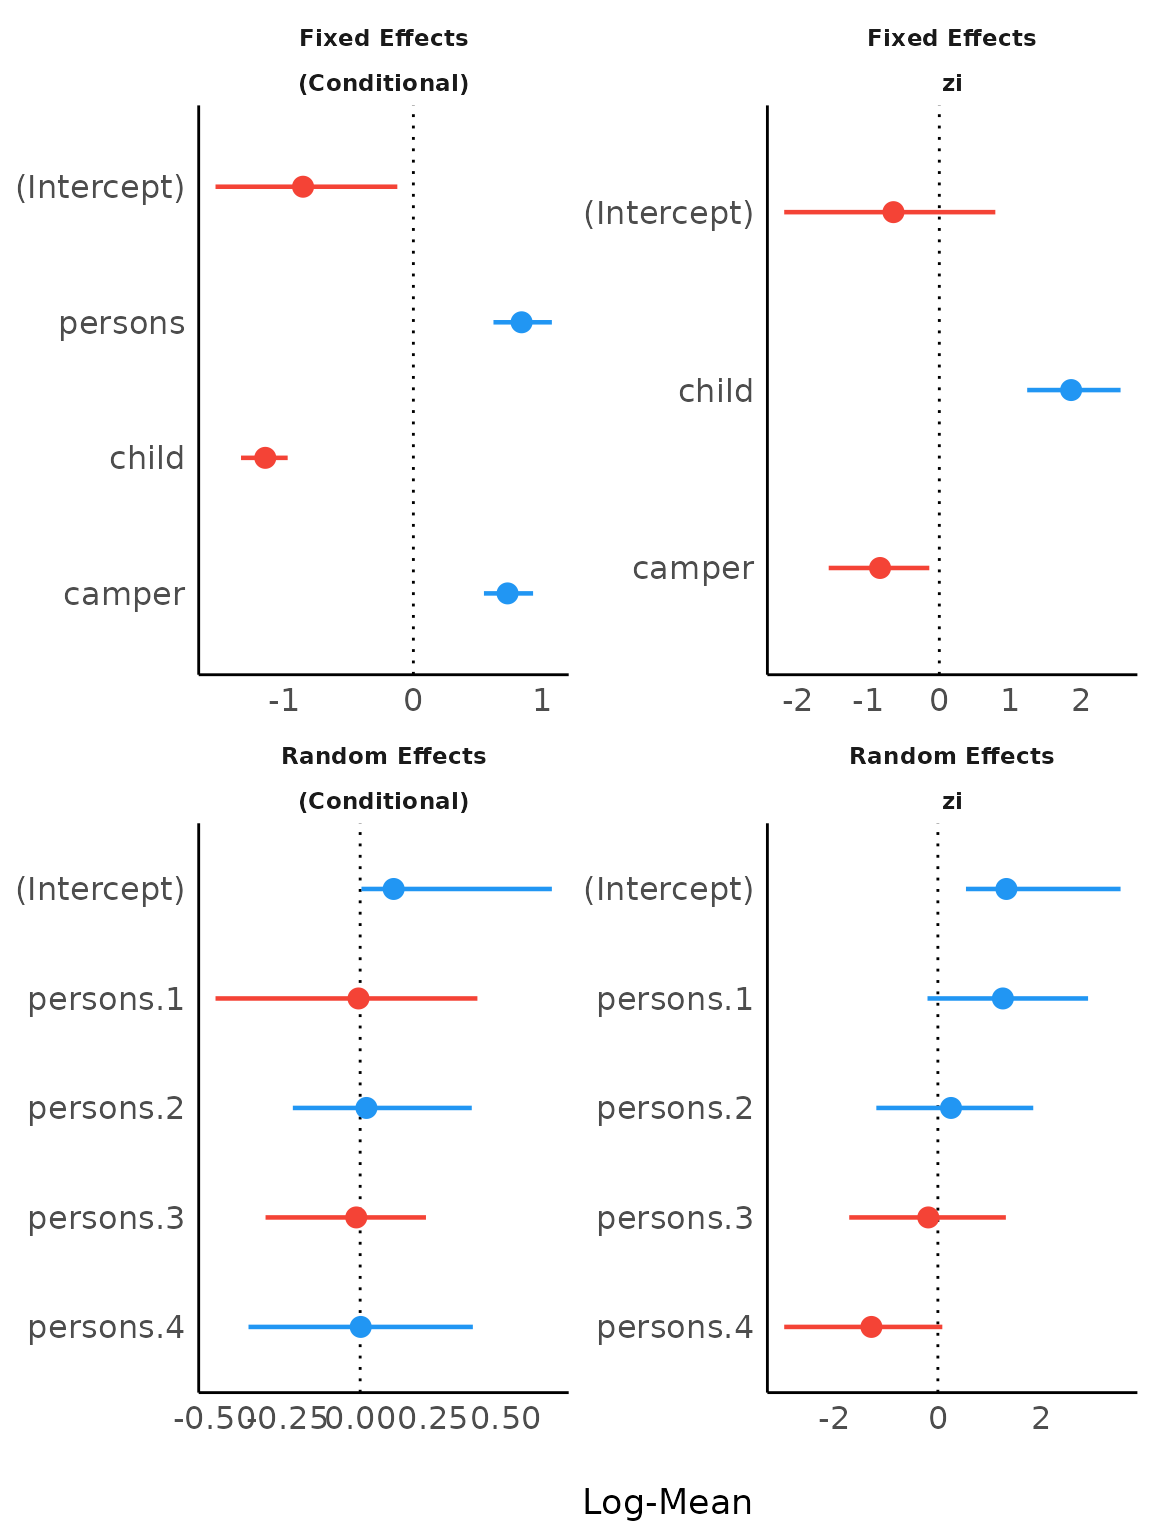 Fixed Effects
(Conditional)
(Intercept)
persons
child
camper
-1 0 1
Fixed Effects
zi
(Intercept)
child
camper
-2 -1 0 1 2
Random Effects
(Conditional)
(Intercept)
persons.1
persons.2
persons.3
persons.4
-0.50 -0.25 0.00 0.25 0.50
Random Effects
zi
(Intercept)
persons.1
persons.2
persons.3
persons.4
-2 0 2
Log-Mean